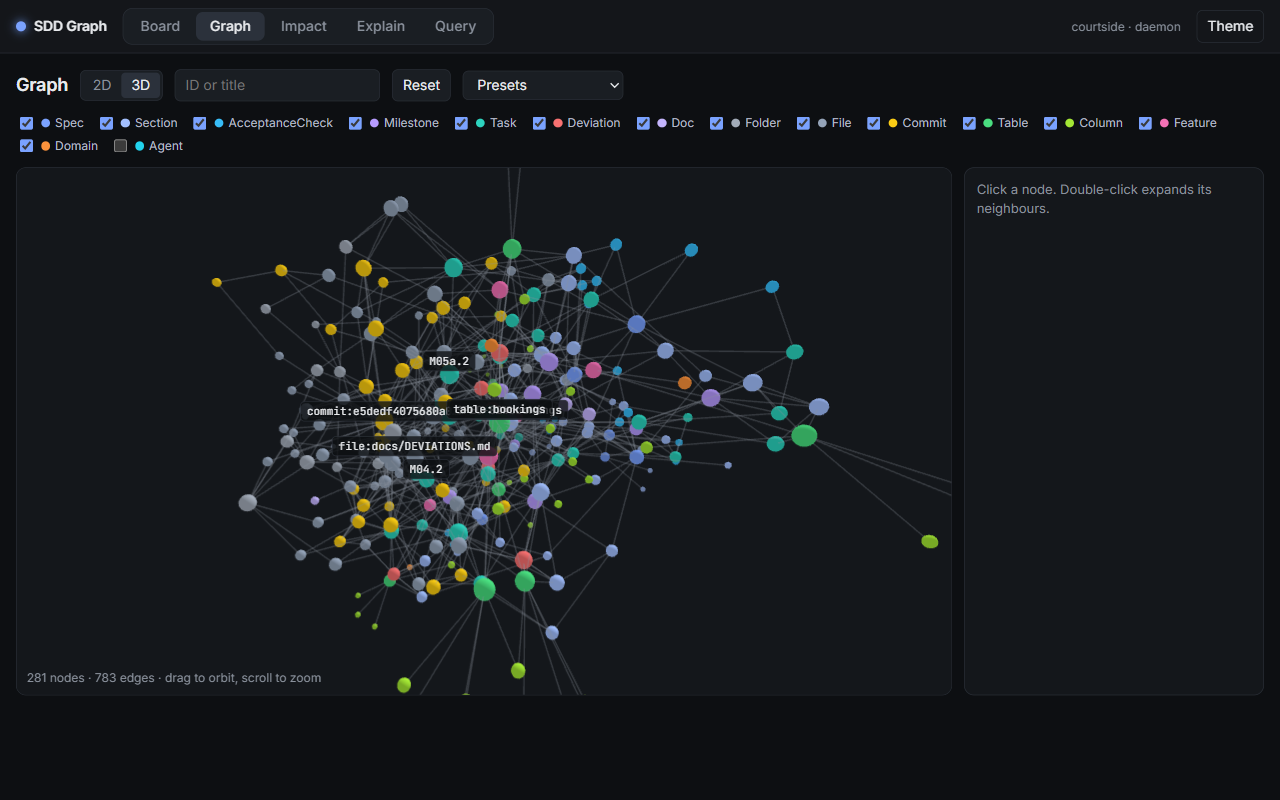 SDD Graph Board Graph Impact Explain Query courtside · daemon Theme
Graph 2D 3D ID or title Reset Presets
Spec Section AcceptanceCheck Milestone Task Deviation Doc Folder File Commit Table Column Feature
Domain Agent
Click a node. Double-click expands its
neighbours.
M05a.2
commit:e5dedf4075680a table:bookings gs
file:docs/DEVIATIONS.md
M04.2
281 nodes · 783 edges · drag to orbit, scroll to zoom